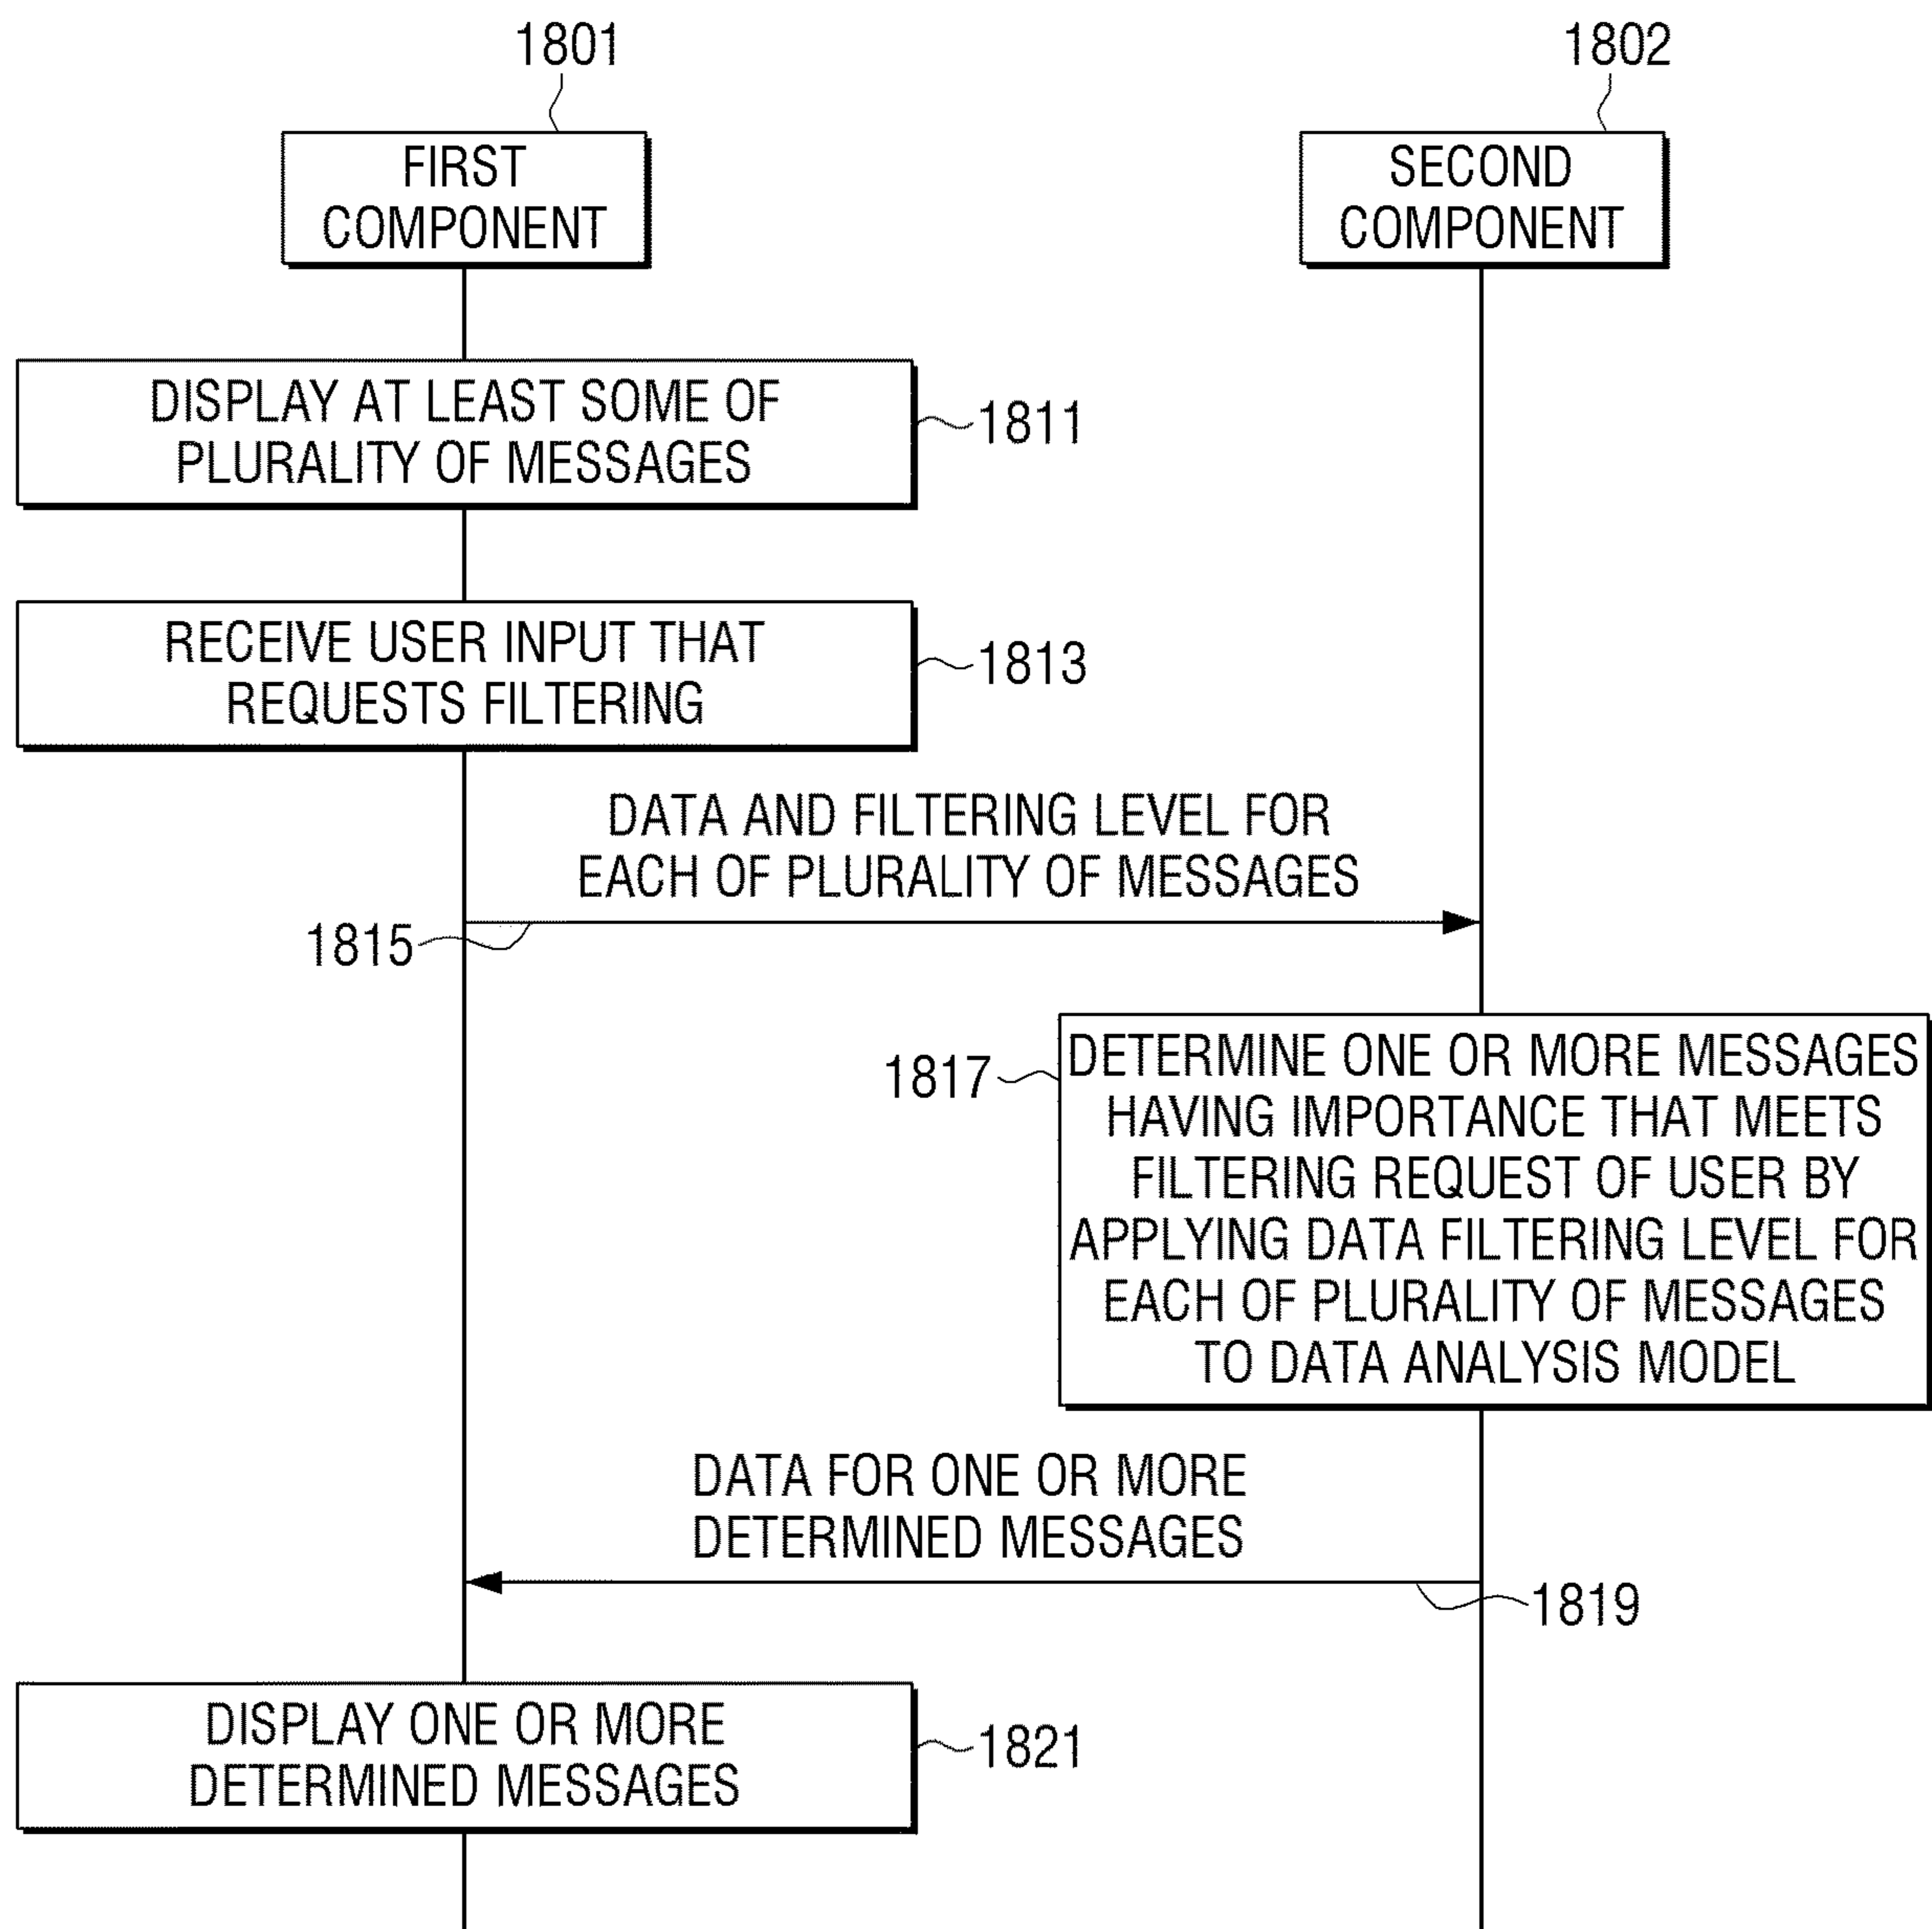 1801
1802
FIRST
COMPONENT
SECOND
COMPONENT
DISPLAY AT LEAST SOME OF
PLURALITY OF MESSAGES
1811
RECEIVE USER INPUT THAT
REQUESTS FILTERING
1813
DATA AND FILTERING LEVEL FOR
EACH OF PLURALITY OF MESSAGES
1815
1817
DETERMINE ONE OR MORE MESSAGES
HAVING IMPORTANCE THAT MEETS
FILTERING REQUEST OF USER BY
APPLYING DATA FILTERING LEVEL FOR
EACH OF PLURALITY OF MESSAGES
TO DATA ANALYSIS MODEL
DATA FOR ONE OR MORE
DETERMINED MESSAGES
1819
DISPLAY ONE OR MORE
DETERMINED MESSAGES
1821